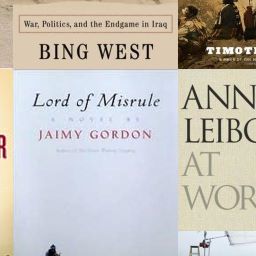 War, Politics, and the Endgame in Iraq
BING WEST
TIMOT
Lord of Misrule
A NOVEL BY
JAIMY GORDON
R
ANN
LEIBO
AT
WOR